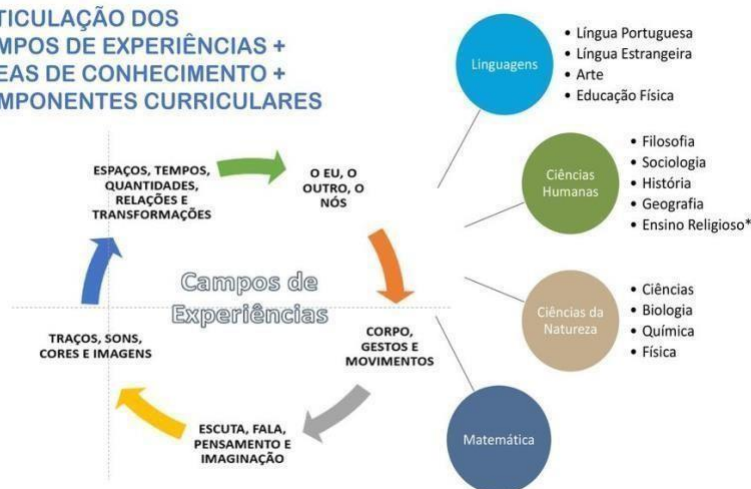 TICULAÇÃO DOS
MPOS DE EXPERIÊNCIAS +
EAS DE CONHECIMENTO +
MPONENTES CURRICULARES
ESPAÇOS, TEMPOS,
QUANTIDADES,
RELAÇÕES E
TRANSFORMAÇÕES
O EU, O
OUTRO, O
NÓS
Campos de
Experiências
TRAÇOS, SONS,
CORES E IMAGENS
CORPO,
GESTOS E
MOVIMENTOS
ESCUTA, FALA,
PENSAMENTO E
IMAGINAÇÃO
Linguagens
• Língua Portuguesa
• Língua Estrangeira
• Arte
• Educação Física
Ciências
Humanas
• Filosofia
• Sociologia
• História
• Geografia
• Ensino Religioso*
Ciências da
Natureza
• Ciências
• Biologia
• Química
• Física
Matemática